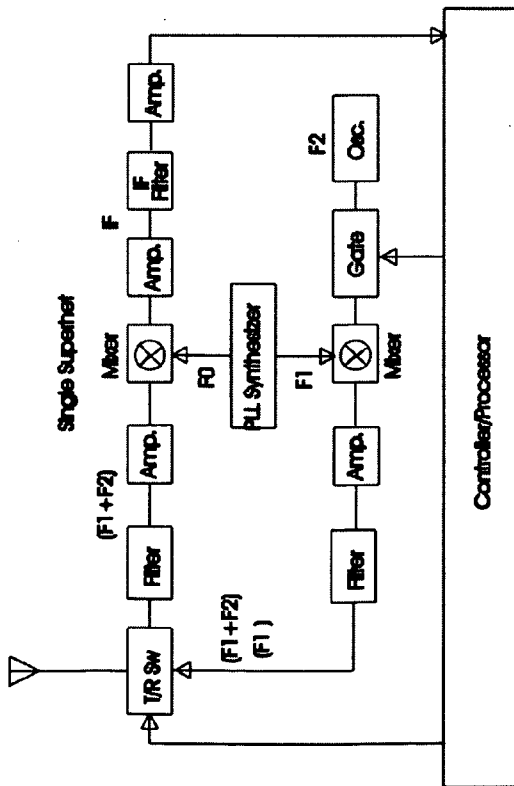 Single Superhet
(F1+F2)
IF
T/R Sw
Filter
Amp.
Mixer
Amp.
IF
Filter
Amp.
F0
PLL Synthesizer
F1
(F1+F2)
(F1 )
F2
Filter
Amp.
Mixer
Gate
Osc.
Controller/Processor